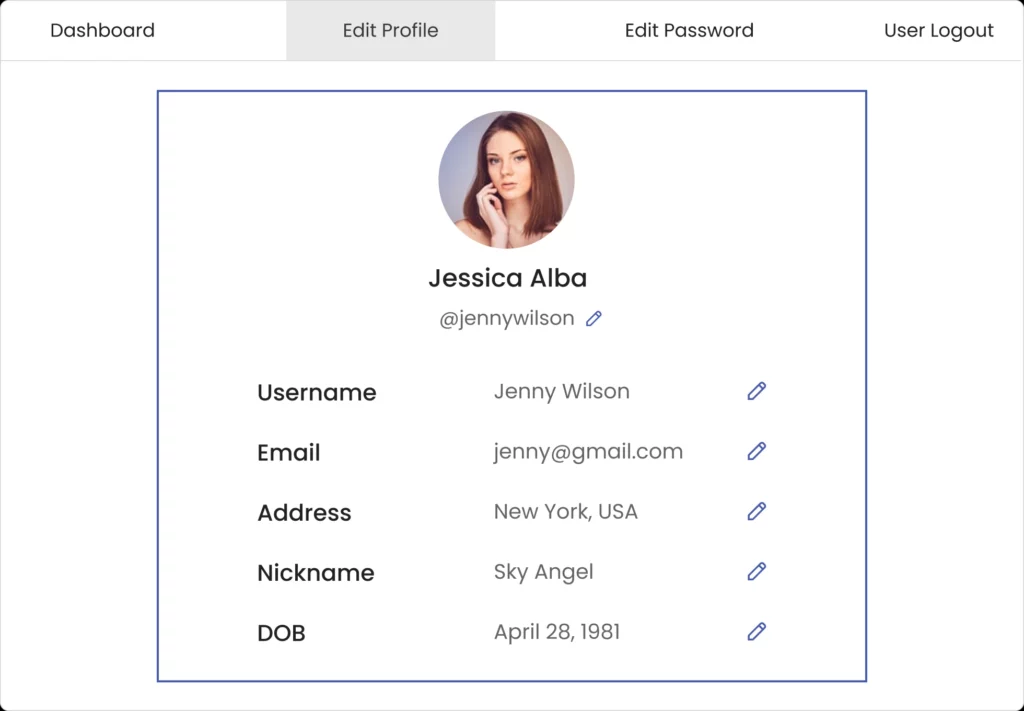 Dashboard Edit Profile Edit Password User Logout
Jessica Alba
@jennywilson
Username Jenny Wilson
Email jenny@gmail.com
Address New York, USA
Nickname Sky Angel
DOB April 28, 1981